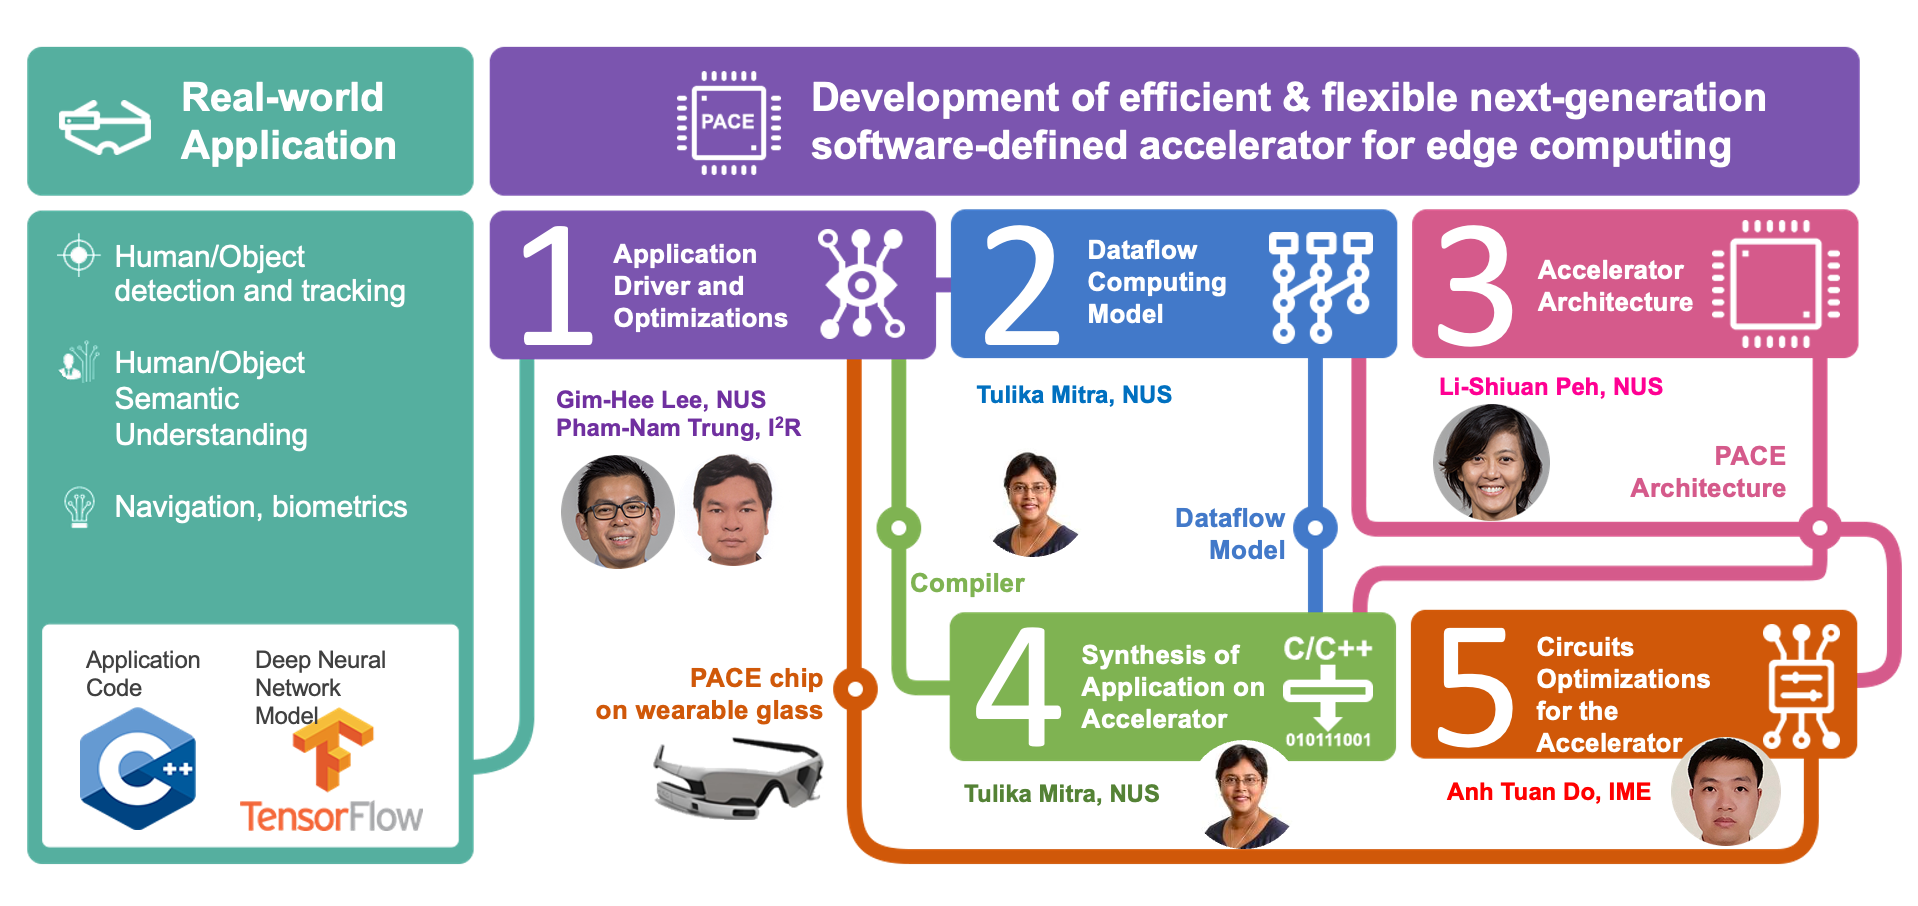 Real-world
Application
PACE
Development of efficient & flexible next-generation
software-defined accelerator for edge computing
Human/Object
detection and tracking
Human/Object
Semantic
Understanding
Navigation, biometrics
Application
Code
Deep Neural
Network
Model
C++
TensorFlow
1
Application
Driver and
Optimizations
Gim-Hee Lee, NUS
Pham-Nam Trung, I²R
2
Dataflow
Computing
Model
Tulika Mitra, NUS
3
Accelerator
Architecture
Li-Shiuan Peh, NUS
PACE
Architecture
Dataflow
Model
Compiler
PACE chip
on wearable glass
4
Synthesis of
Application on
Accelerator
C/C++
010111001
Tulika Mitra, NUS
5
Circuits
Optimizations
for the
Accelerator
Anh Tuan Do, IME